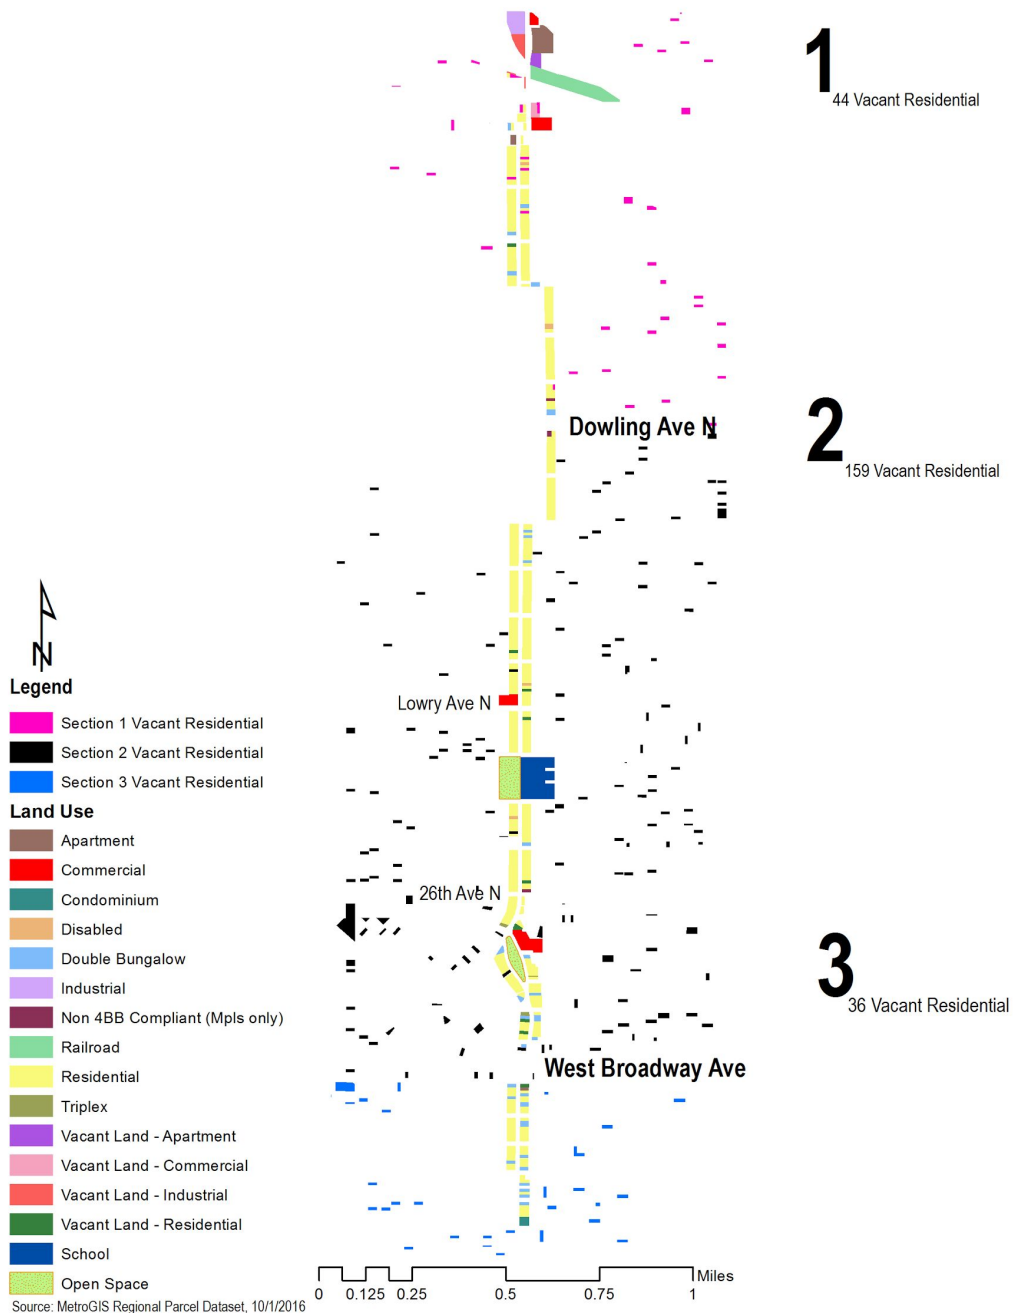 1
44 Vacant Residential
Dowling Ave N
2
159 Vacant Residential
N
Legend
Section 1 Vacant Residential
Section 2 Vacant Residential
Section 3 Vacant Residential
Land Use
Apartment
Commercial
Condominium
Disabled
Double Bungalow
Industrial
Non 4BB Compliant (Mpls only)
Railroad
Residential
Triplex
Vacant Land - Apartment
Vacant Land - Commercial
Vacant Land - Industrial
Vacant Land - Residential
School
Open Space
Lowry Ave N
26th Ave N
3
36 Vacant Residential
West Broadway Ave
Miles
0 0.125 0.25 0.5 0.75 1
Source: MetroGIS Regional Parcel Dataset, 10/1/2016